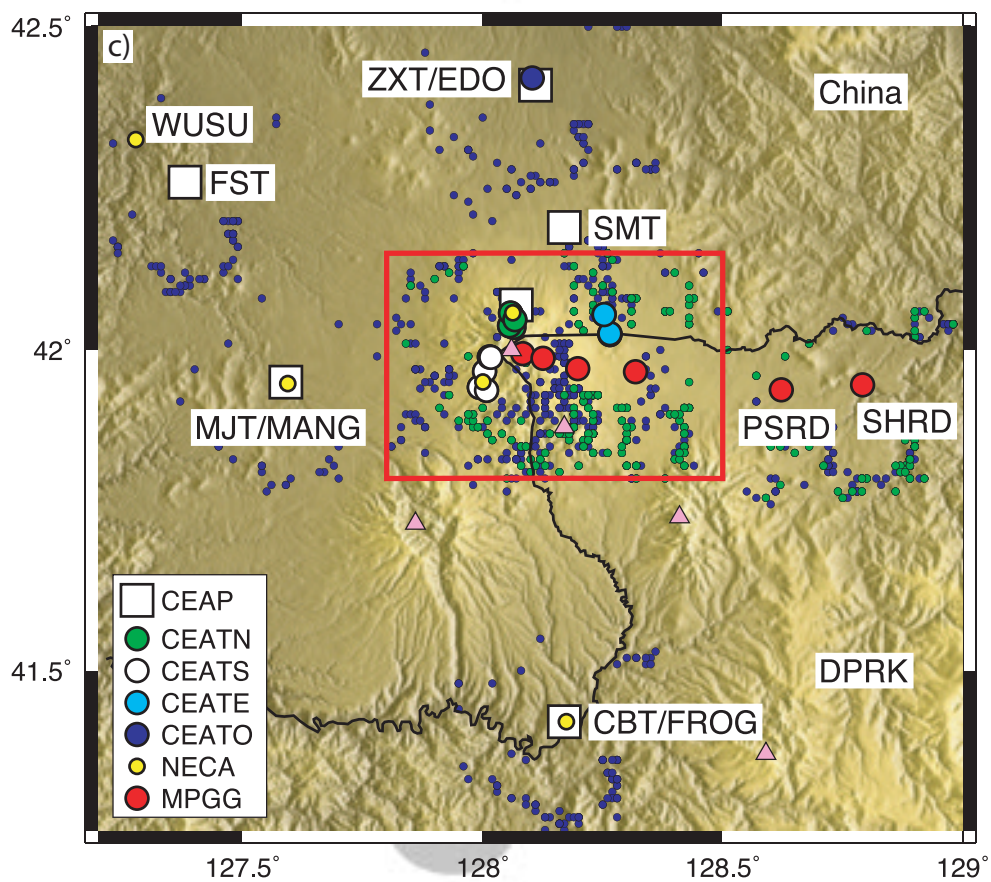 42.5°
c)
ZXT/EDO
China
WUSU
FST
SMT
42°
MJT/MANG
PSRD
SHRD
CEAP
CEATN
CEATS
CEATE
CEATO
NECA
MPGG
41.5°
DPRK
CBT/FROG
127.5°
128°
128.5°
129°